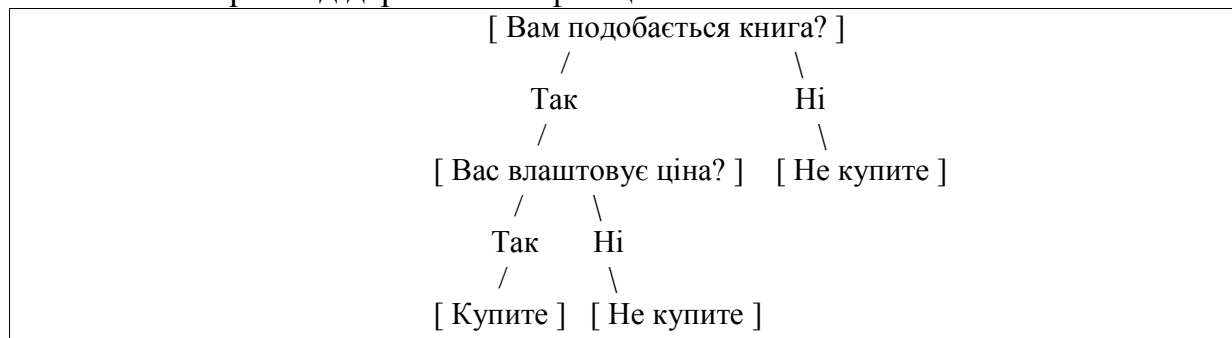 [ Вам подобається книга? ]
/ \
Так Ні
/ \
[ Вас влаштовує ціна? ] [ Не купите ]
/ \
Так Ні
/ \
[ Купите ] [ Не купите ]